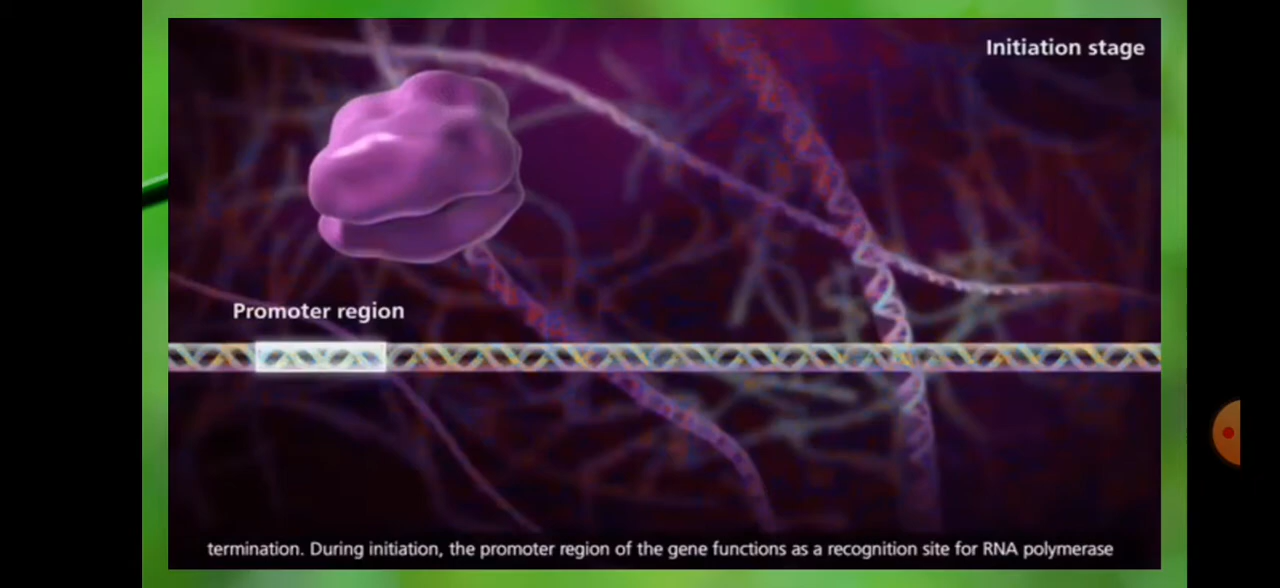 Initiation stage
Promoter region
termination. During initiation, the promoter region of the gene functions as a recognition site for RNA polymerase